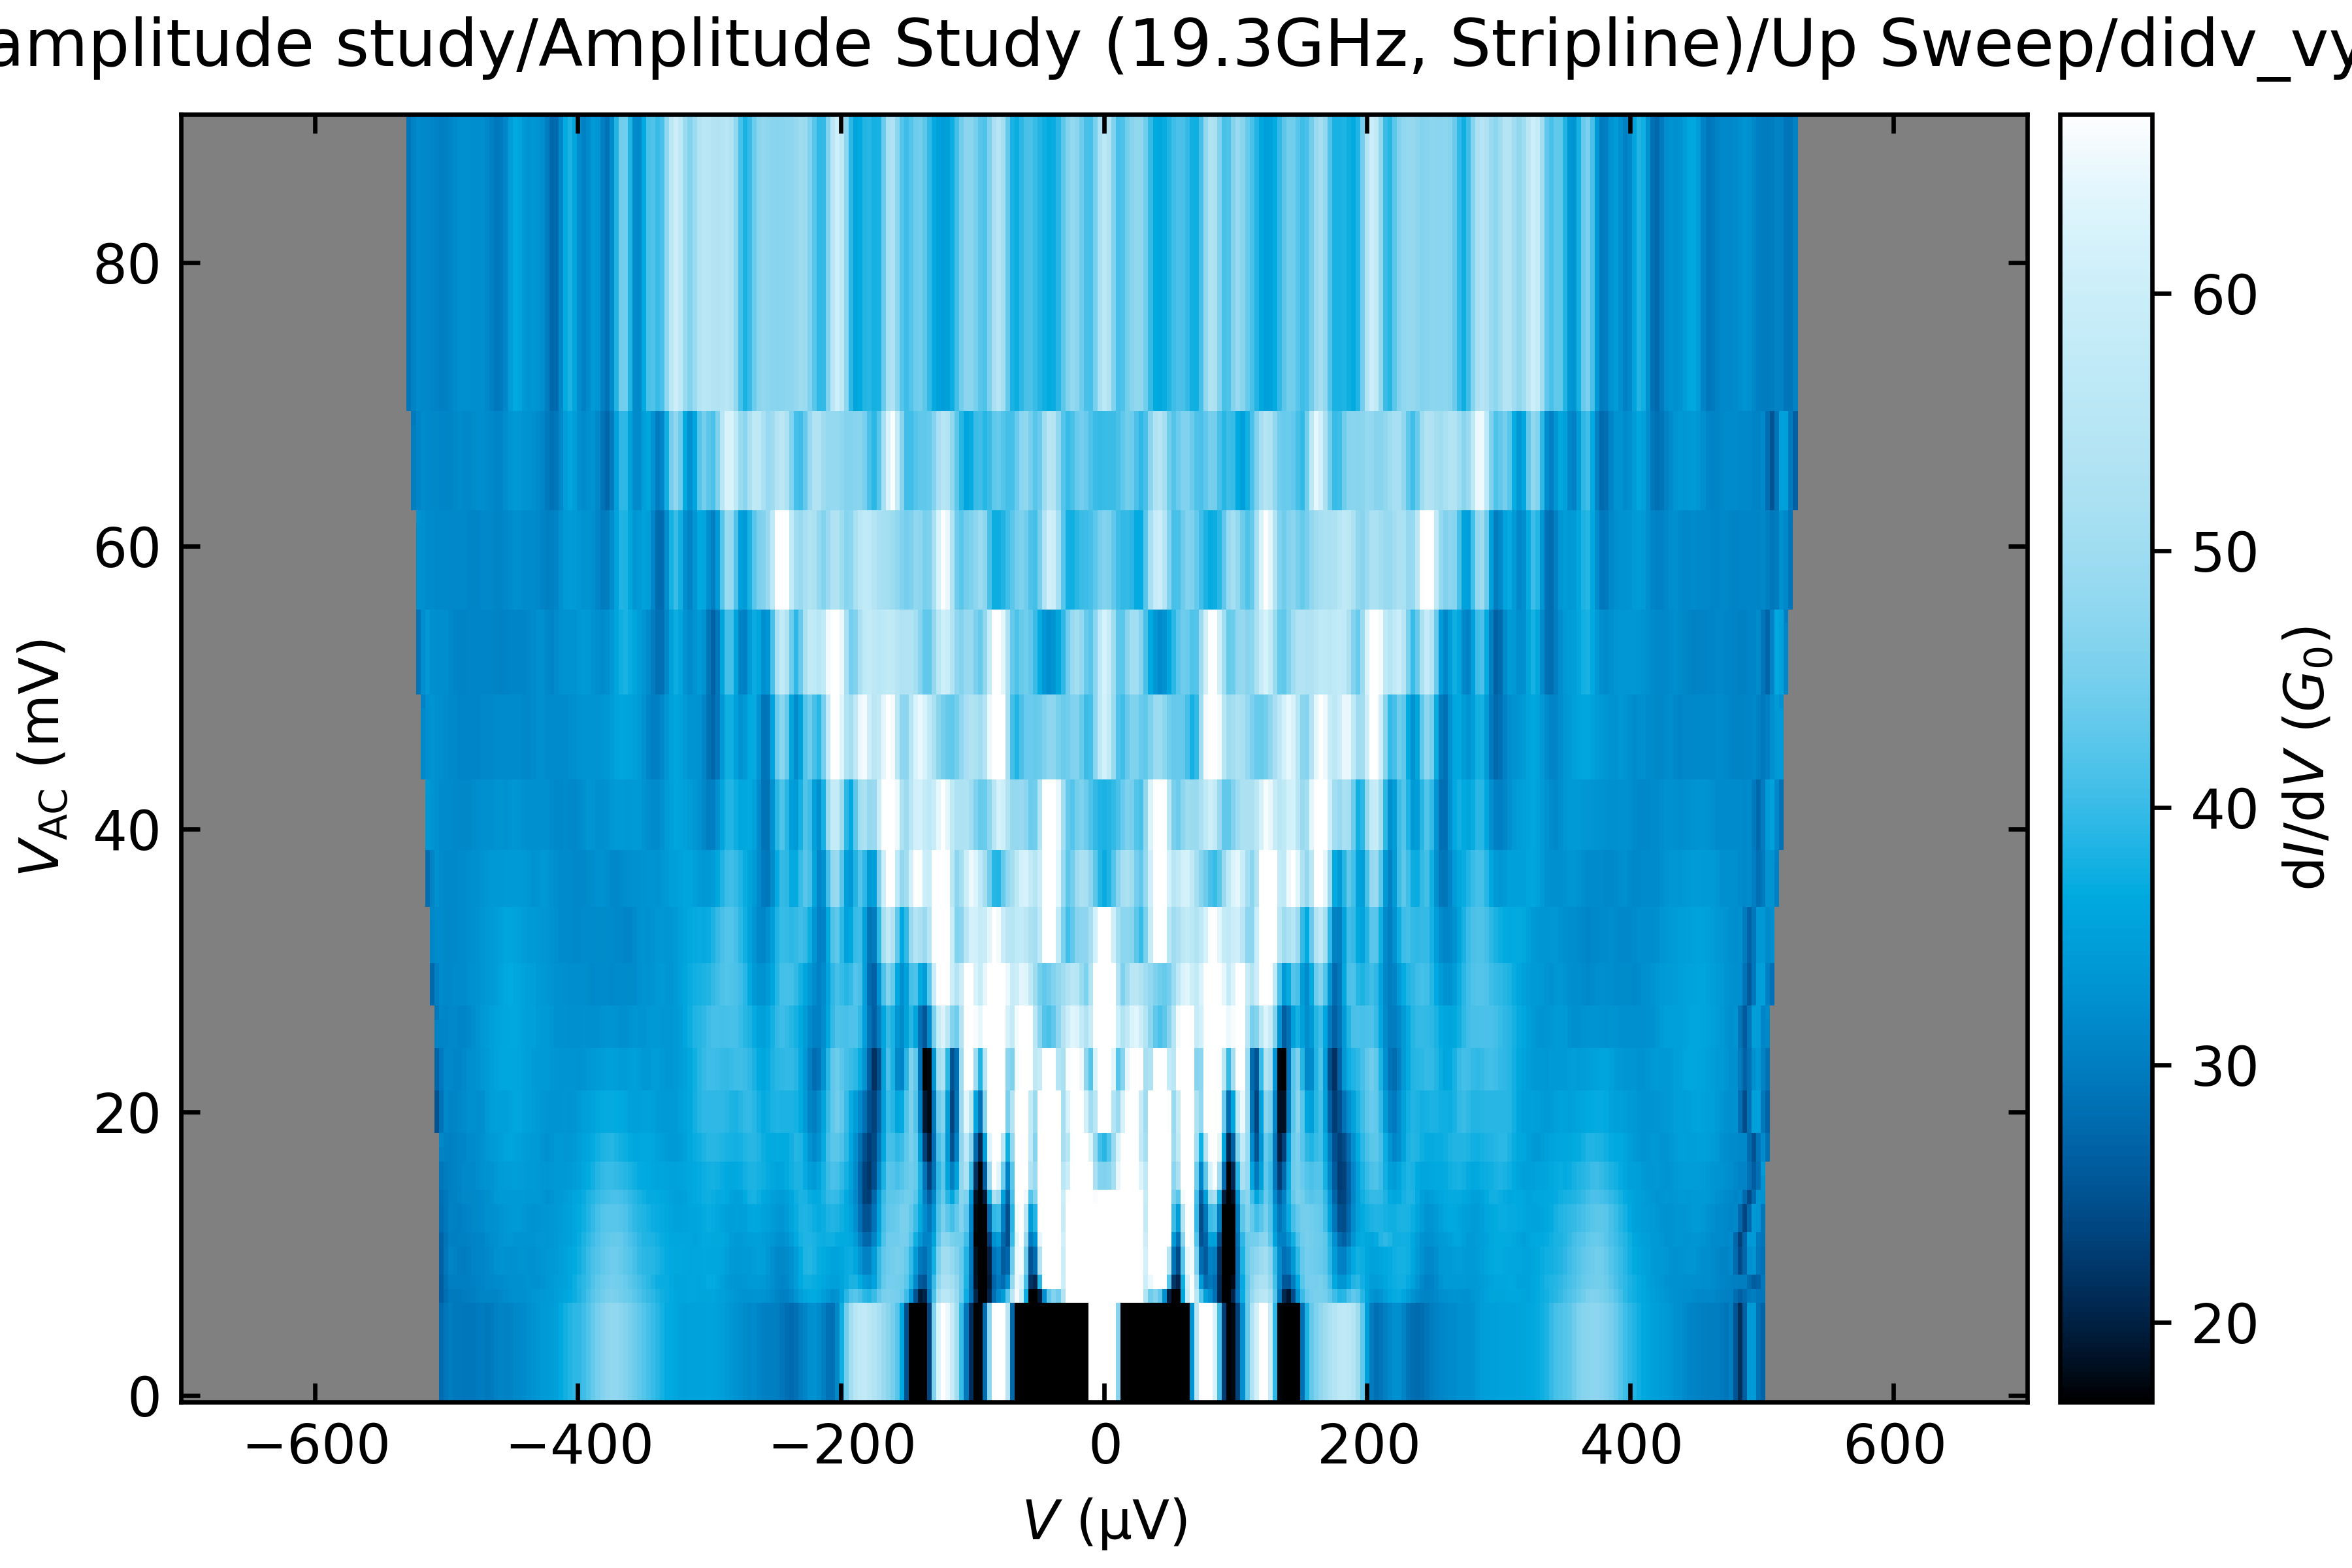 amplitude study/Amplitude Study (19.3GHz, Stripline)/Up Sweep/didv_vy
80
60
40
20
0
V_AC (mV)
−600 −400 −200 0 200 400 600
V (µV)
60
50
40
30
20
dI/dV (G₀)